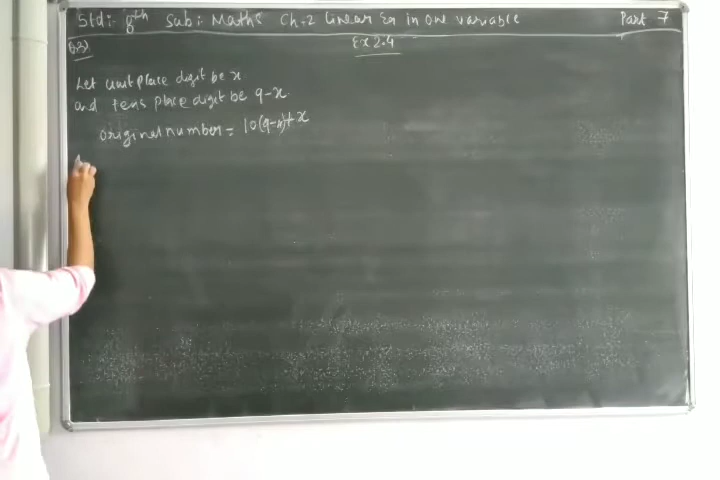 Std: 8th Sub: Maths Ch-2 Linear Eq in one variable Part 7
Q.3) Ex 2.4
Let unit place digit be x
and tens place digit be 9-x.
original number = 10(9-x)+x